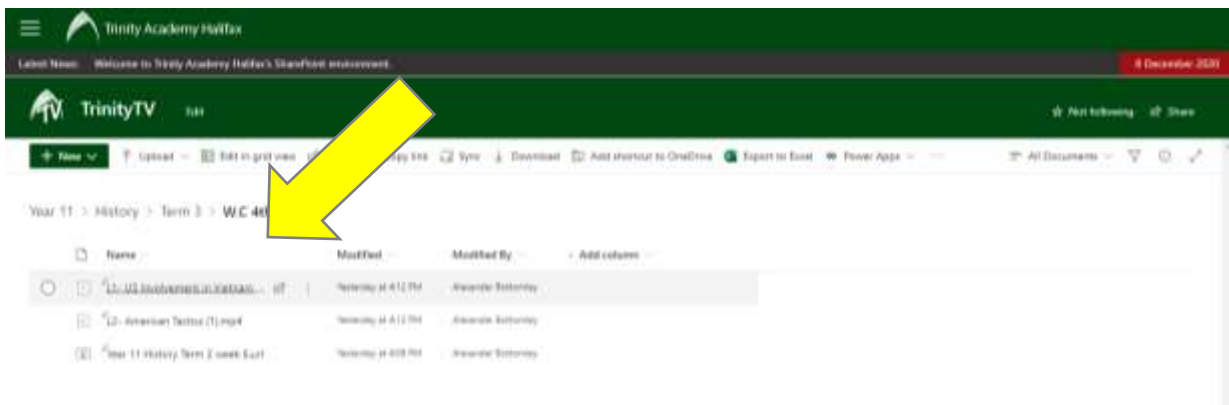 Trinity Academy Halifax
Latest News Welcome to Trinity Academy Halifax's SharePoint environment. 8 December 2020
TrinityTV Edit Not following Share
+ New Upload Edit in grid view link Sync Download Add shortcut to OneDrive Export to Excel Power Apps ... All Documents
Year 11 > History > Term 3 > W.C 4th
Name Modified Modified By + Add column
L1- US Involvement in Vietnam... Yesterday at 4:12 PM Alexander Bottomley
L2- American Tactics (1).mp4 Yesterday at 4:12 PM Alexander Bottomley
Year 11 History Term 2 week 6.url Yesterday at PM Alexander Bottomley